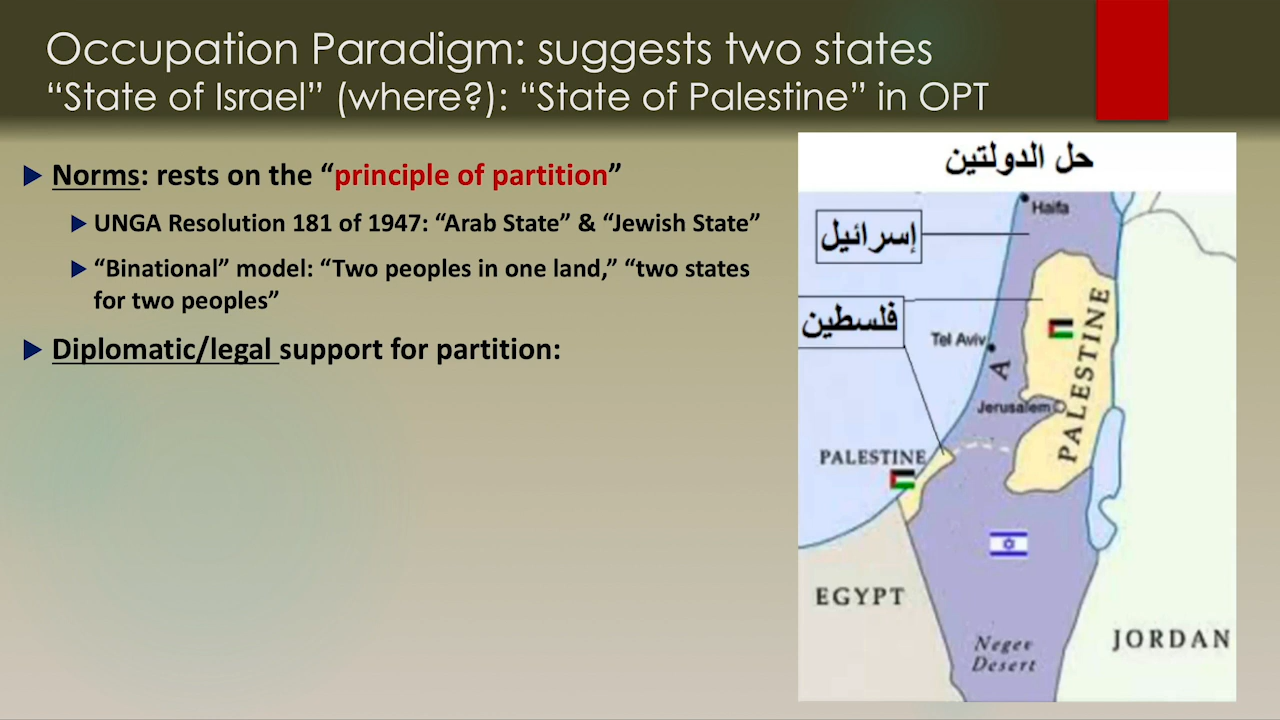 Occupation Paradigm: suggests two states
“State of Israel” (where?): “State of Palestine” in OPT
Norms: rests on the “principle of partition”
UNGA Resolution 181 of 1947: “Arab State” & “Jewish State”
“Binational” model: “Two peoples in one land,” “two states
for two peoples”
Diplomatic/legal support for partition:
حل الدولتين
Haifa
إسرائيل
فلسطين
Tel Aviv
A
PALESTINE
Jerusalem
PALESTINE
EGYPT
JORDAN
Negev
Desert